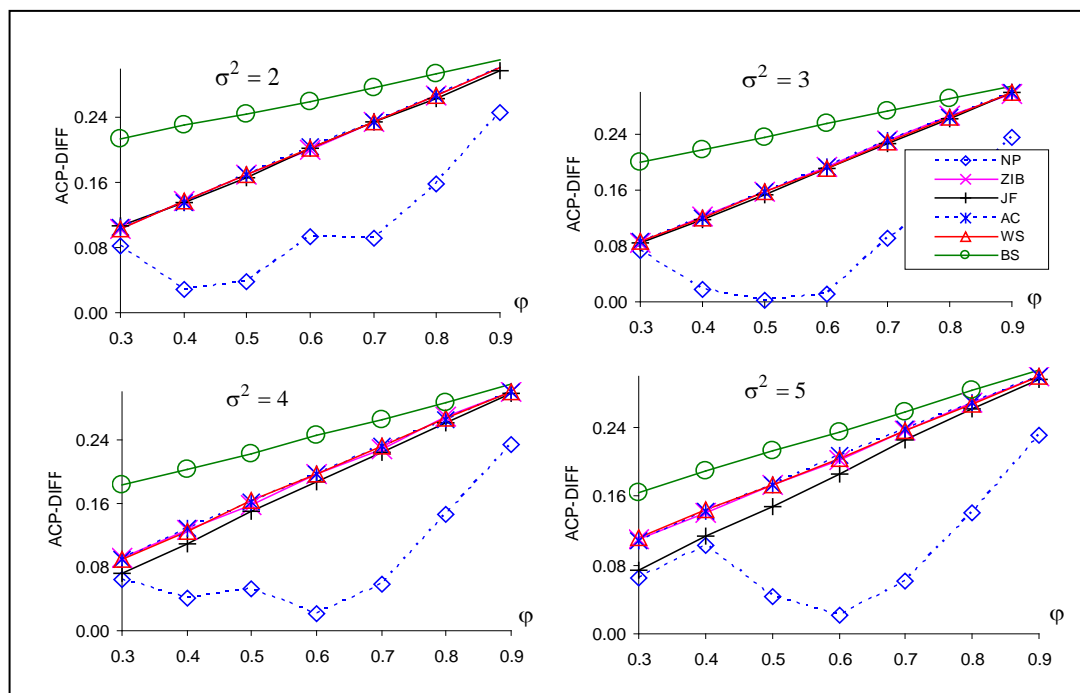 σ² = 2
ACP-DIFF
0.24
0.16
0.08
0.00
φ
0.3 0.4 0.5 0.6 0.7 0.8 0.9
σ² = 3
ACP-DIFF
0.24
0.16
0.08
0.00
φ
0.3 0.4 0.5 0.6 0.7 0.8 0.9
NP
ZIB
JF
AC
WS
BS
σ² = 4
ACP-DIFF
0.24
0.16
0.08
0.00
φ
0.3 0.4 0.5 0.6 0.7 0.8 0.9
σ² = 5
ACP-DIFF
0.24
0.16
0.08
0.00
φ
0.3 0.4 0.5 0.6 0.7 0.8 0.9